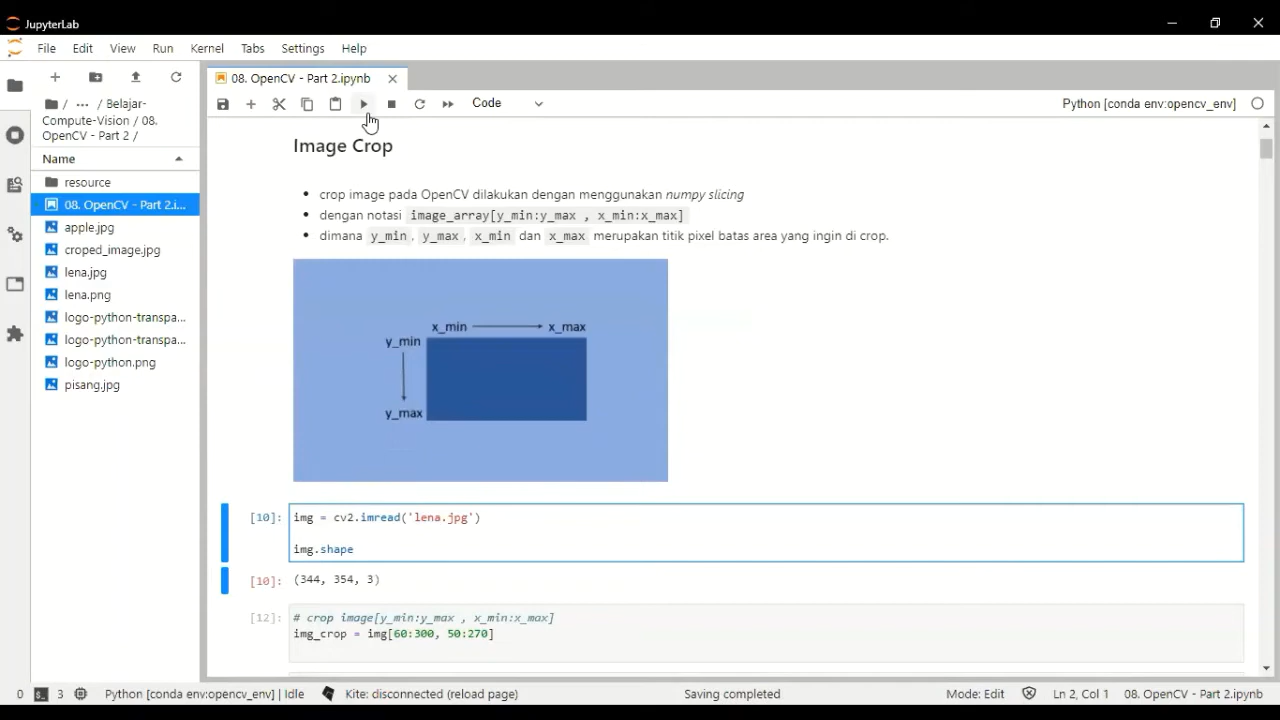 JupyterLab
File Edit View Run Kernel Tabs Settings Help
08. OpenCV - Part 2.ipynb
/ ... / Belajar-
Compute-Vision / 08.
OpenCV - Part 2 /
Code
Python [conda env:opencv_env]
Name
resource
08. OpenCV - Part 2.i...
apple.jpg
croped_image.jpg
lena.jpg
lena.png
logo-python-transpa...
logo-python-transpa...
logo-python.png
pisang.jpg
Image Crop
• crop image pada OpenCV dilakukan dengan menggunakan numpy slicing
• dengan notasi image_array[y_min:y_max , x_min:x_max]
• dimana y_min, y_max, x_min dan x_max merupakan titik pixel batas area yang ingin di crop.
x_min x_max
y_min
y_max
[10]: img = cv2.imread('lena.jpg')
img.shape
[10]: (344, 354, 3)
[12]: # crop image[y_min:y_max , x_min:x_max]
img_crop = img[60:300, 50:270]
0 3 Python [conda env:opencv_env] | Idle Kite: disconnected (reload page) Saving completed Mode: Edit Ln 2, Col 1 08. OpenCV - Part 2.ipynb